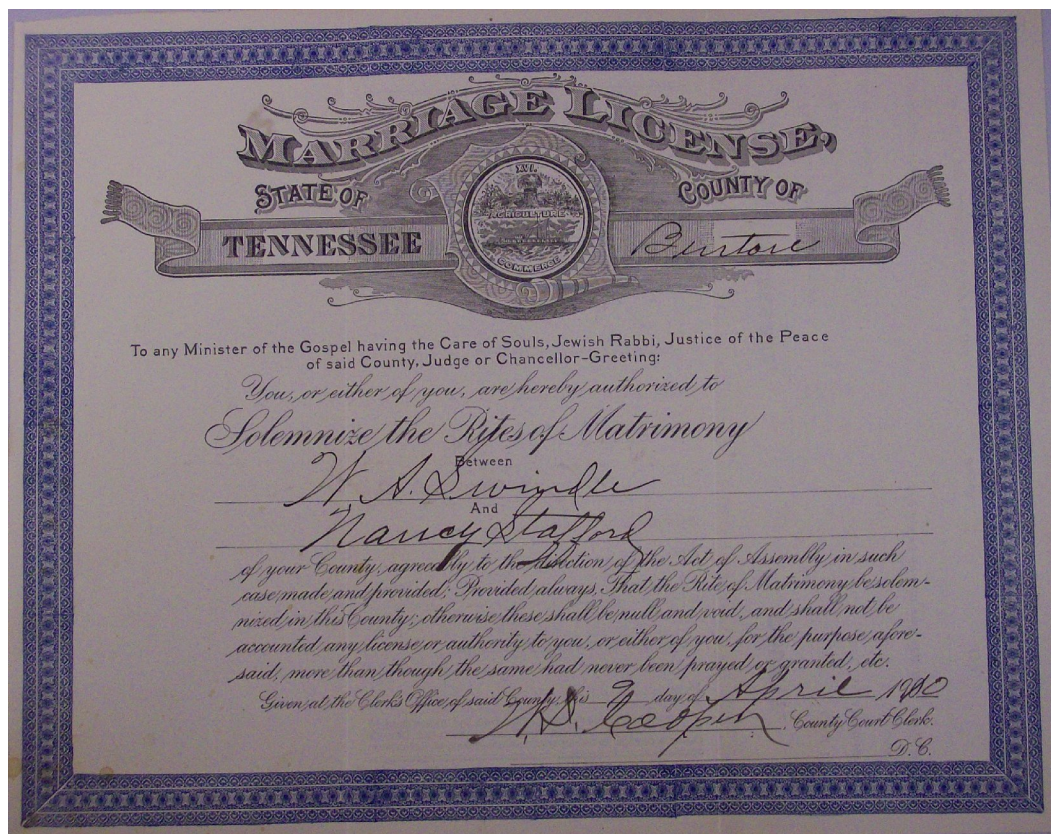 MARRIAGE LICENSE,
STATE OF
COUNTY OF
TENNESSEE
XVI.
AGRICULTURE
COMMERCE
Benton
To any Minister of the Gospel having the Care of Souls, Jewish Rabbi, Justice of the Peace
of said County, Judge or Chancellor-Greeting:
You, or either of you, are hereby authorized to
Solemnize the Rites of Matrimony
Between
W. A. Swindle
And
Nancy Stafford
of your County, agreeably to the direction of the Act of Assembly in such
case made and provided; Provided always, That the Rite of Matrimony be solem-
nized in this County; otherwise these shall be null and void, and shall not be
accounted any license or authority to you, or either of you, for the purpose afore-
said, more than though the same had never been prayed or granted, etc.
Given at the Clerk's Office of said County, this 9 day of April
Cooper County Court Clerk.
D. C.